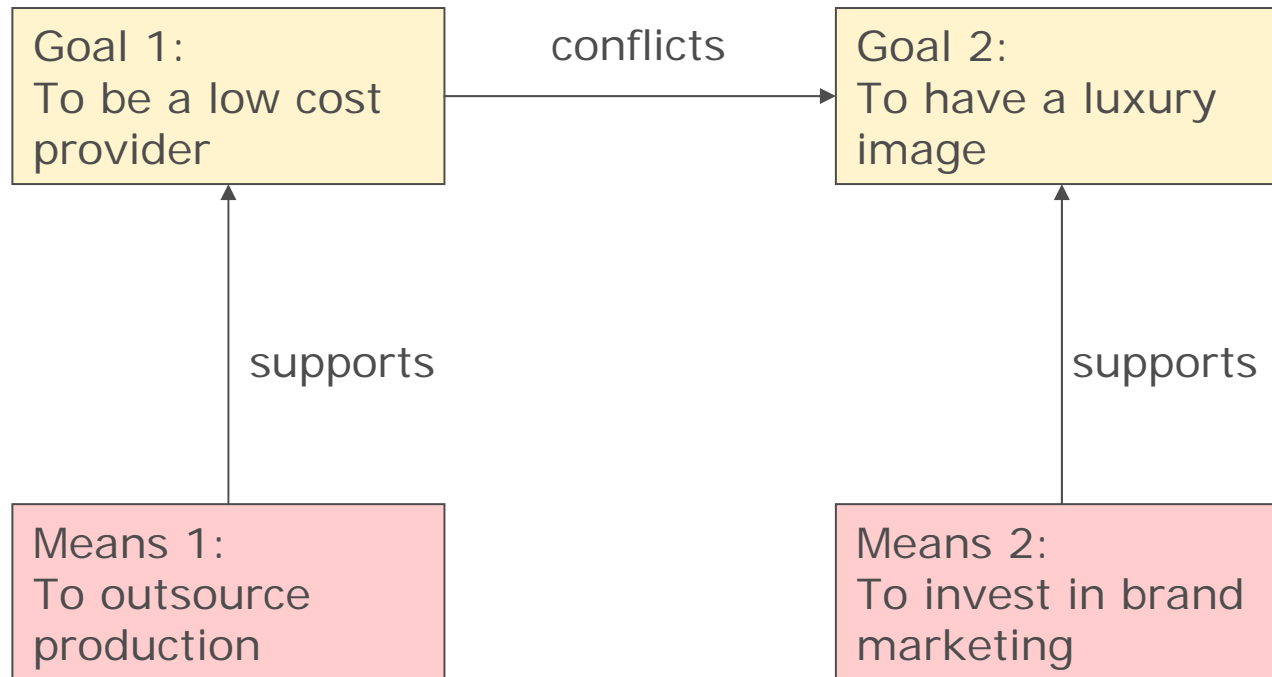 Goal 1:
To be a low cost
provider
conflicts
Goal 2:
To have a luxury
image
supports
supports
Means 1:
To outsource
production
Means 2:
To invest in brand
marketing